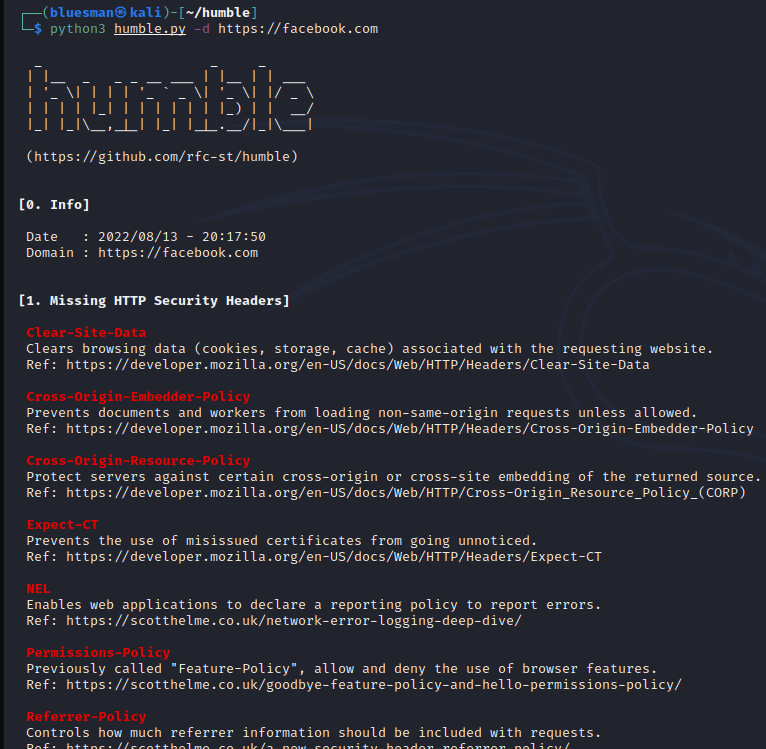 ┌──(bluesman㉿kali)-[~/humble]
└─$ python3 humble.py -d https://facebook.com
humble
(https://github.com/rfc-st/humble)
[0. Info]
Date   : 2022/08/13 - 20:17:50
Domain : https://facebook.com
[1. Missing HTTP Security Headers]
Clear-Site-Data
Clears browsing data (cookies, storage, cache) associated with the requesting website.
Ref: https://developer.mozilla.org/en-US/docs/Web/HTTP/Headers/Clear-Site-Data
Cross-Origin-Embedder-Policy
Prevents documents and workers from loading non-same-origin requests unless allowed.
Ref: https://developer.mozilla.org/en-US/docs/Web/HTTP/Headers/Cross-Origin-Embedder-Policy
Cross-Origin-Resource-Policy
Protect servers against certain cross-origin or cross-site embedding of the returned source.
Ref: https://developer.mozilla.org/en-US/docs/Web/HTTP/Cross-Origin_Resource_Policy_(CORP)
Expect-CT
Prevents the use of misissued certificates from going unnoticed.
Ref: https://developer.mozilla.org/en-US/docs/Web/HTTP/Headers/Expect-CT
NEL
Enables web applications to declare a reporting policy to report errors.
Ref: https://scotthelme.co.uk/network-error-logging-deep-dive/
Permissions-Policy
Previously called "Feature-Policy", allow and deny the use of browser features.
Ref: https://scotthelme.co.uk/goodbye-feature-policy-and-hello-permissions-policy/
Referrer-Policy
Controls how much referrer information should be included with requests.
Ref: https://scotthelme.co.uk/a-new-security-header-referrer-policy/